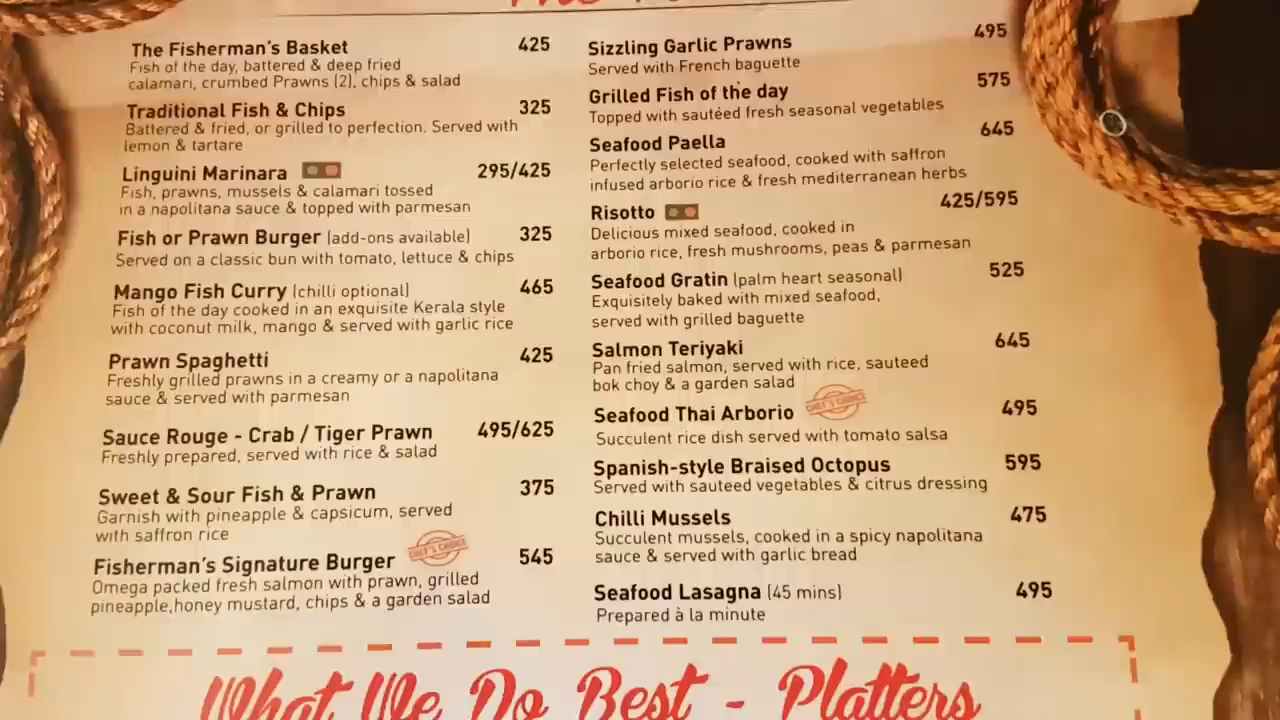 The Fisherman's Basket 425
Fish of the day, battered & deep fried
calamari, crumbed Prawns (2), chips & salad
Traditional Fish & Chips 325
Battered & fried, or grilled to perfection. Served with
lemon & tartare
Linguini Marinara 295/425
Fish, prawns, mussels & calamari tossed
in a napolitana sauce & topped with parmesan
Fish or Prawn Burger (add-ons available) 325
Served on a classic bun with tomato, lettuce & chips
Mango Fish Curry (chilli optional) 465
Fish of the day cooked in an exquisite Kerala style
with coconut milk, mango & served with garlic rice
Prawn Spaghetti 425
Freshly grilled prawns in a creamy or a napolitana
sauce & served with parmesan
Sauce Rouge - Crab / Tiger Prawn 495/625
Freshly prepared, served with rice & salad
Sweet & Sour Fish & Prawn 375
Garnish with pineapple & capsicum, served
with saffron rice
CHEF'S CHOICE
Fisherman's Signature Burger 545
Omega packed fresh salmon with prawn, grilled
pineapple,honey mustard, chips & a garden salad
Sizzling Garlic Prawns 495
Served with French baguette
Grilled Fish of the day 575
Topped with sautéed fresh seasonal vegetables
Seafood Paella 645
Perfectly selected seafood, cooked with saffron
infused arborio rice & fresh mediterranean herbs
Risotto 425/595
Delicious mixed seafood, cooked in
arborio rice, fresh mushrooms, peas & parmesan
Seafood Gratin (palm heart seasonal) 525
Exquisitely baked with mixed seafood,
served with grilled baguette
Salmon Teriyaki 645
Pan fried salmon, served with rice, sauteed
bok choy & a garden salad
CHEF'S CHOICE
Seafood Thai Arborio 495
Succulent rice dish served with tomato salsa
Spanish-style Braised Octopus 595
Served with sauteed vegetables & citrus dressing
Chilli Mussels 475
Succulent mussels, cooked in a spicy napolitana
sauce & served with garlic bread
Seafood Lasagna (45 mins) 495
Prepared à la minute
What We Do Best - Platters